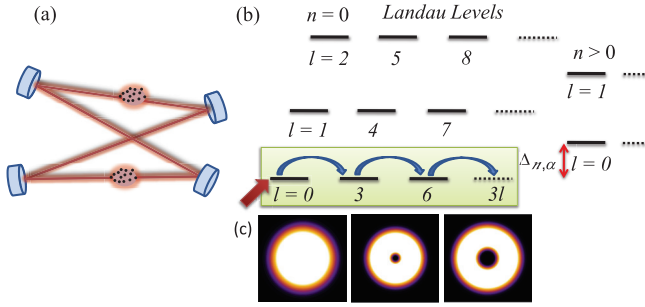 (a)
(b)
n = 0
Landau Levels
l = 2 5 8
n > 0
l = 1
l = 1 4 7
Δn,α
l = 0
l = 0 3 6 3l
(c)